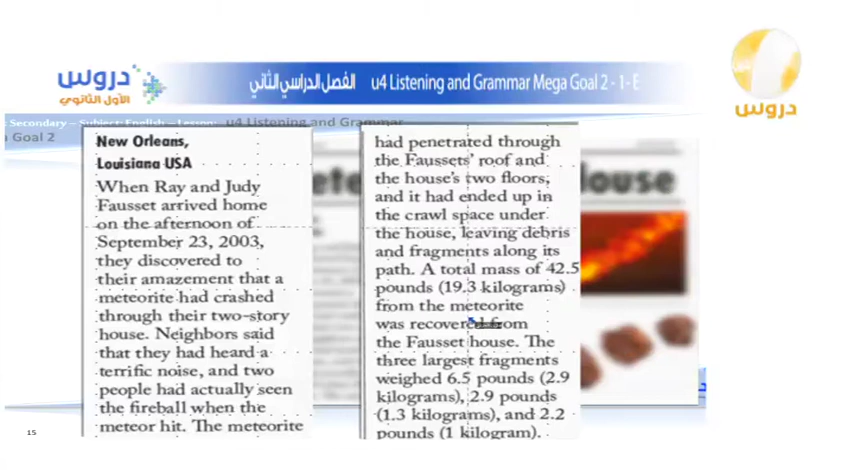 دروس
الأول الثانوي
الفصل الدراسي الثاني
u4 Listening and Grammar Mega Goal 2 - 1- E
دروس
Secondary – Subject: English – Lesson: u4 Listening and Grammar
Goal 2
New Orleans,
Louisiana USA
When Ray and Judy
Fausset arrived home
on the afternoon of
September 23, 2003,
they discovered to
their amazement that a
meteorite had crashed
through their two-story
house. Neighbors said
that they had heard a
terrific noise, and two
people had actually seen
the fireball when the
meteor hit. The meteorite
had penetrated through
the Faussets' roof and
the house's two floors,
and it had ended up in
the crawl space under
the house, leaving debris
and fragments along its
path. A total mass of 42.5
pounds (19.3 kilograms)
from the meteorite
was recovered from
the Fausset house. The
three largest fragments
weighed 6.5 pounds (2.9
kilograms), 2.9 pounds
(1.3 kilograms), and 2.2
pounds (1 kilogram).
ouse
15